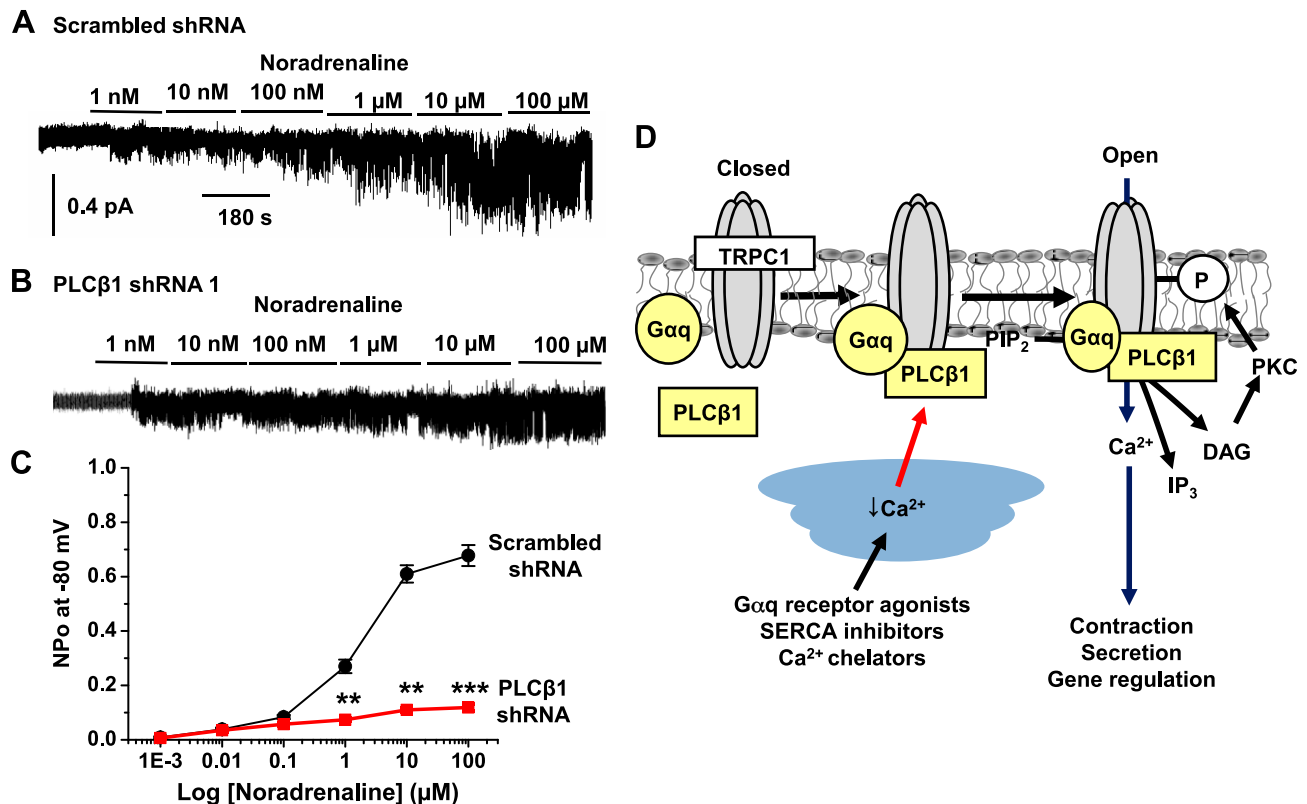 A Scrambled shRNA
Noradrenaline
1 nM 10 nM 100 nM 1 µM 10 µM 100 µM
0.4 pA
180 s
B PLCβ1 shRNA 1
Noradrenaline
1 nM 10 nM 100 nM 1 µM 10 µM 100 µM
C
NPo at -80 mV
1.0
0.8
0.6
0.4
0.2
0.0
Scrambled
shRNA
PLCβ1
shRNA
** ** ***
1E-3 0.01 0.1 1 10 100
Log [Noradrenaline] (µM)
D
Closed
Open
TRPC1
Gαq
PLCβ1
Gαq
PLCβ1
PIP2
Gαq
PLCβ1
P
PKC
DAG
IP3
Ca²⁺
↓Ca²⁺
Gαq receptor agonists
SERCA inhibitors
Ca²⁺ chelators
Contraction
Secretion
Gene regulation